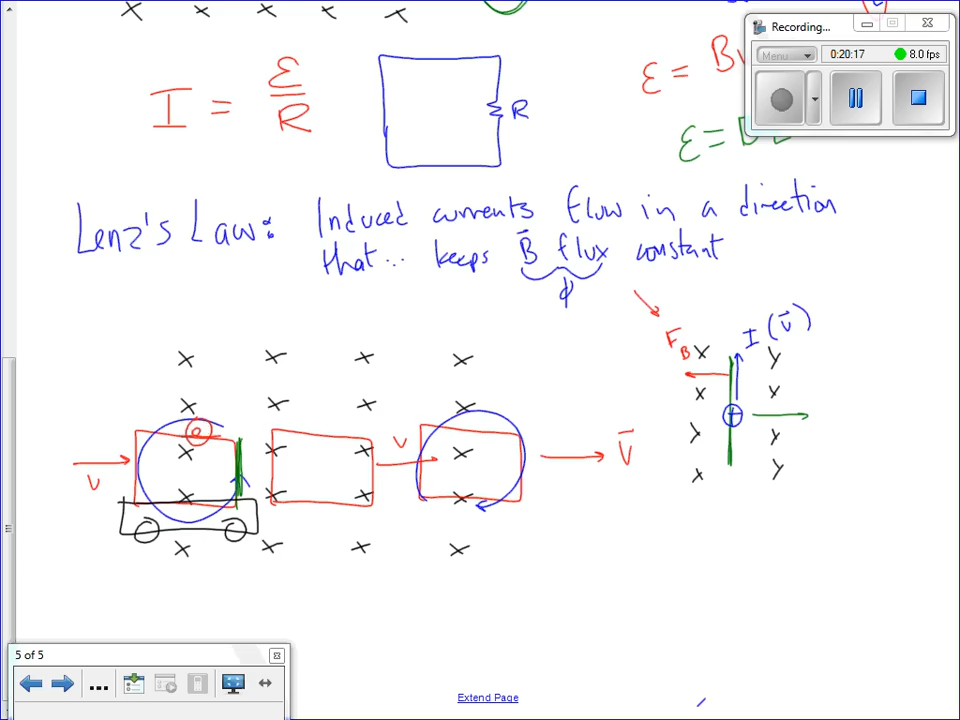 Recording...
Menu
0:20:17
8.0 fps
I = ε/R
R
ε = B
ε =
Lenz's Law: Induced currents flow in a direction
that... keeps B⃗ flux constant
ϕ
F_B
I (v⃗)
+
v
v
v⃗
5 of 5
...
Extend Page